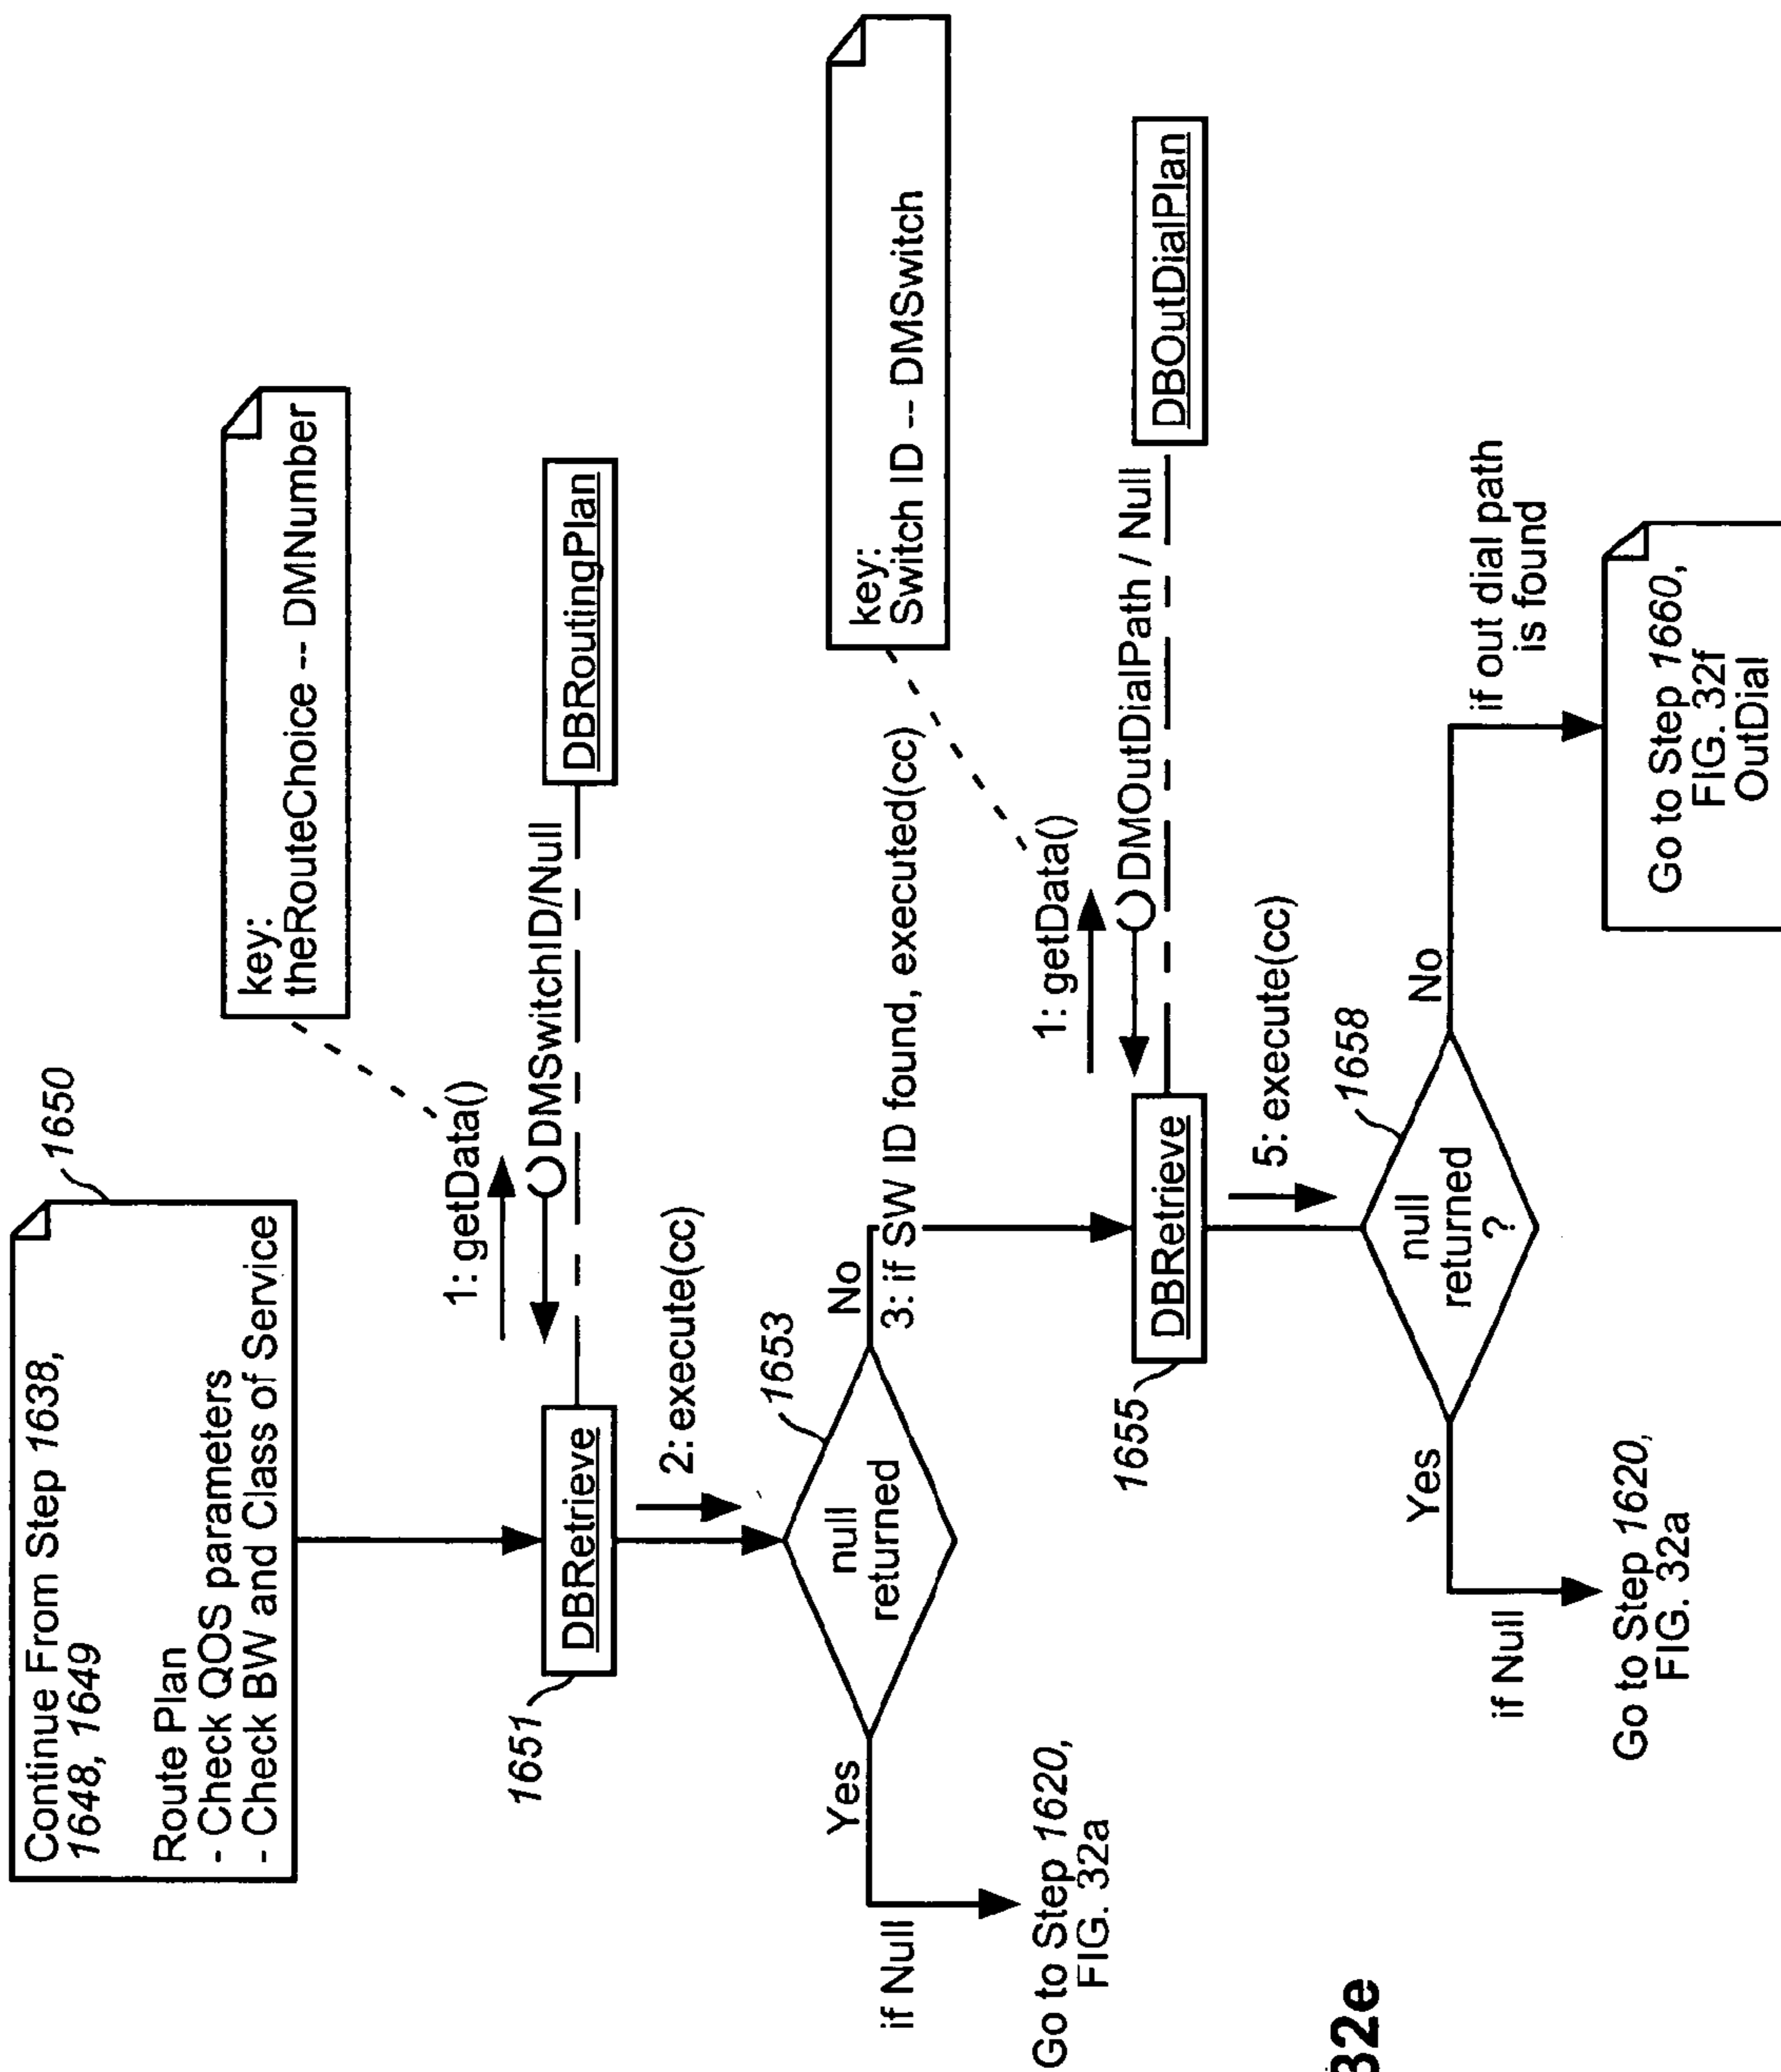 Continue From Step 1638,
1648, 1649
Route Plan
- Check QOS parameters
- Check BW and Class of Service
1650
key:
theRouteChoice -- DMNumber
1: getData()
DMSwitchID/Null
DBRetrieve
1651
DBRoutingPlan
2: execute(cc)
null
returned
1653
Yes
No
if Null
Go to Step 1620,
FIG. 32a
3: if SW ID found, executed(cc)
key:
Switch ID -- DMSwitch
1: getData()
DMOutDialPath / Null
DBRetrieve
1655
DBOutDialPlan
5: execute(cc)
null
returned
?
1658
Yes
No
if Null
Go to Step 1620,
FIG. 32a
if out dial path
is found
Go to Step 1660,
FIG. 32f
OutDial
32e